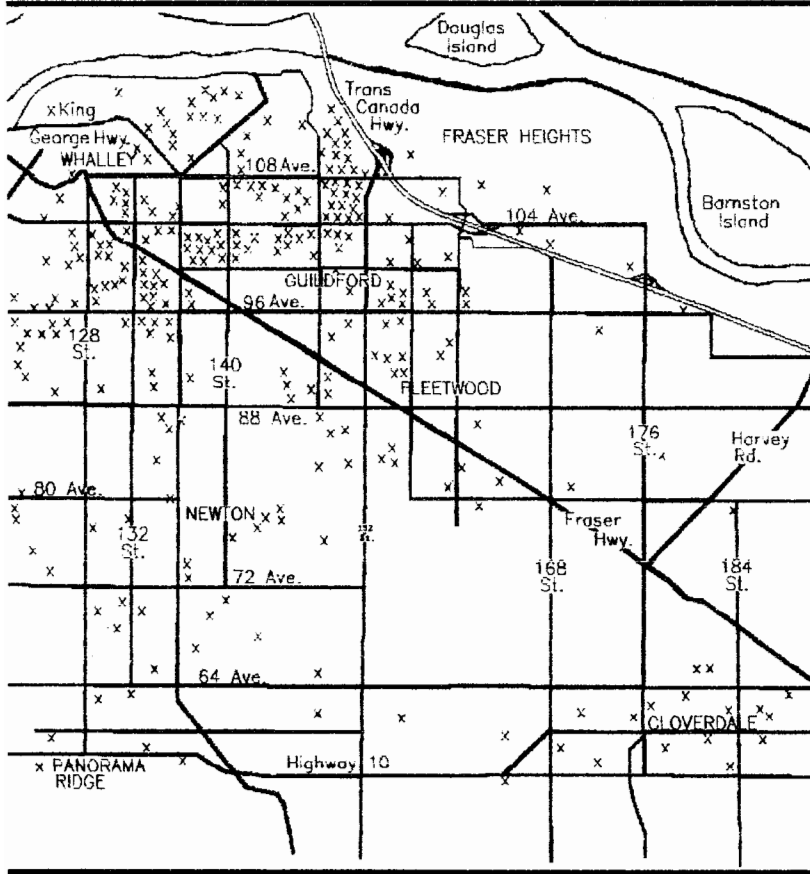 Douglas
Island
Trans
Canada
Hwy.
King
George Hwy.
WHALLEY
FRASER HEIGHTS
108 Ave.
Barnston
Island
104 Ave.
GUILDFORD
96 Ave.
128
St.
140
St.
FLEETWOOD
88 Ave.
176
St.
Harvey
Rd.
80 Ave.
NEWTON
132
St.
152
St.
Fraser
Hwy.
72 Ave.
168
St.
184
St.
64 Ave.
CLOVERDALE
PANORAMA
RIDGE
Highway 10